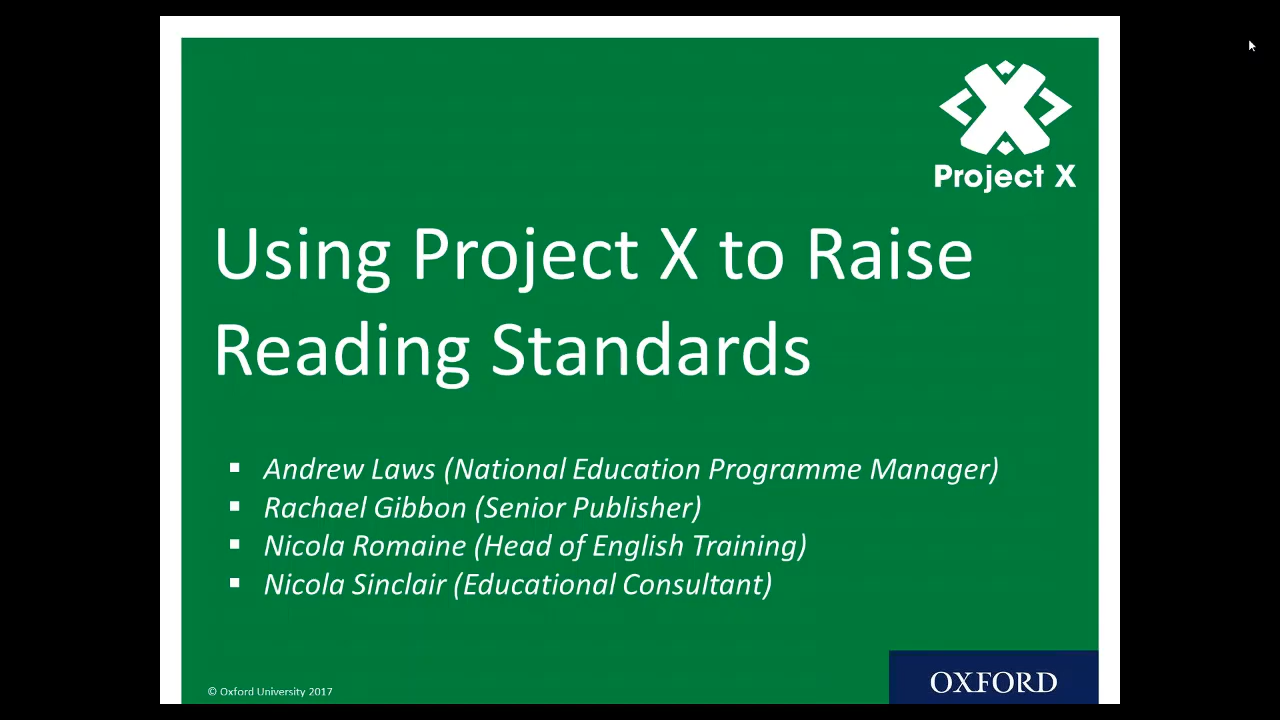 Project X
Using Project X to Raise
Reading Standards
▪ Andrew Laws (National Education Programme Manager)
▪ Rachael Gibbon (Senior Publisher)
▪ Nicola Romaine (Head of English Training)
▪ Nicola Sinclair (Educational Consultant)
© Oxford University 2017
OXFORD